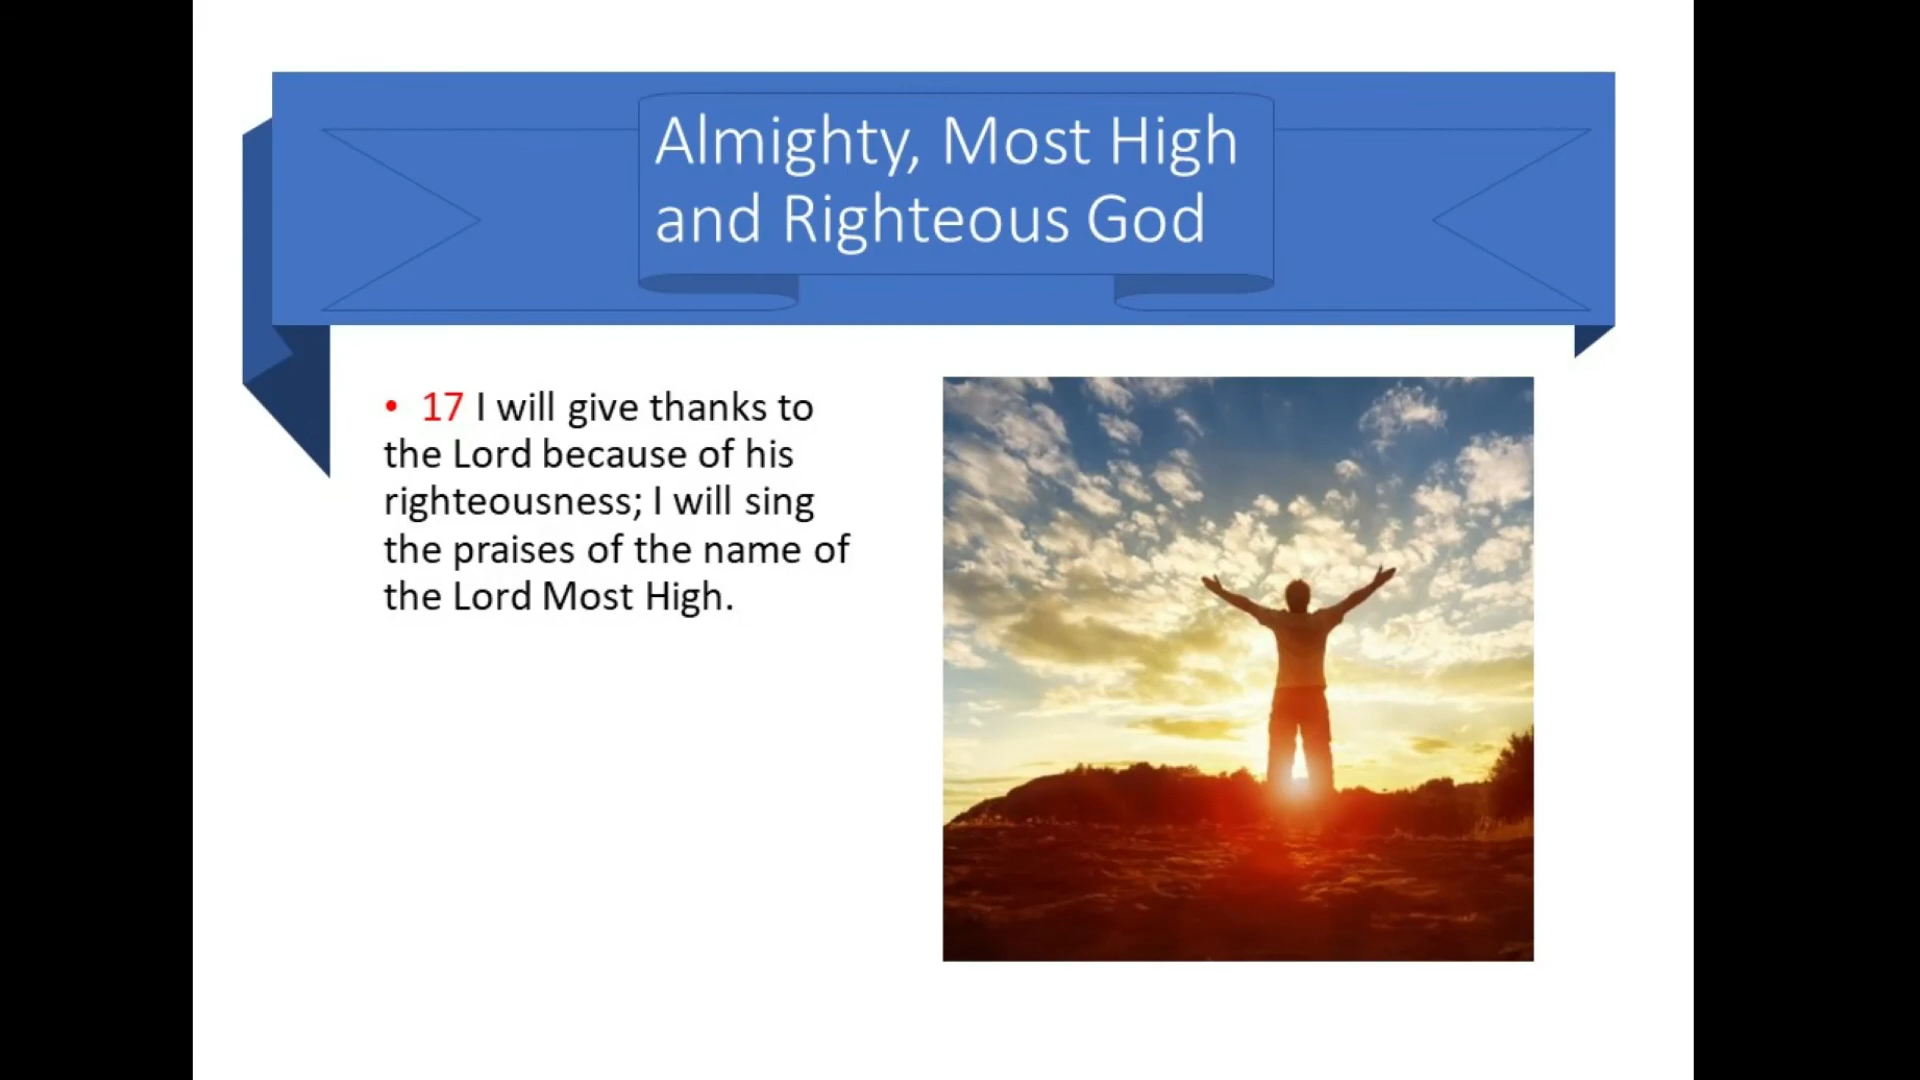 Almighty, Most High
and Righteous God
• 17 I will give thanks to
the Lord because of his
righteousness; I will sing
the praises of the name of
the Lord Most High.